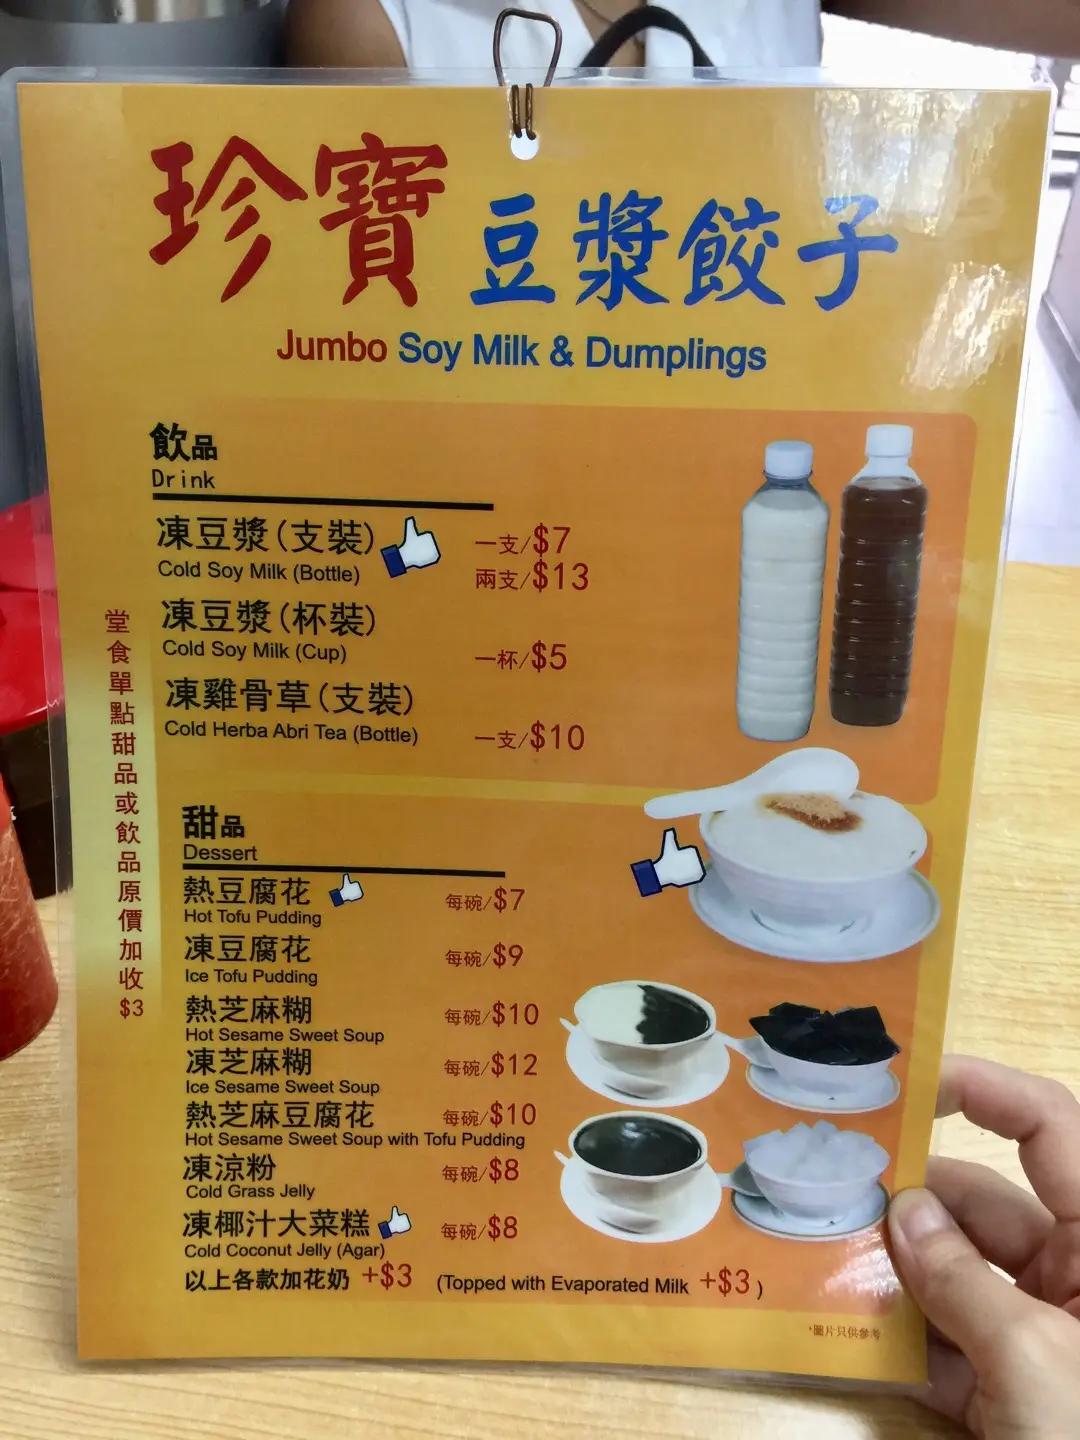 珍寶 豆漿餃子
Jumbo Soy Milk & Dumplings
飲品
Drink
凍豆漿(支裝) 一支/$7
Cold Soy Milk (Bottle) 兩支/$13
凍豆漿(杯裝)
Cold Soy Milk (Cup) 一杯/$5
凍雞骨草(支裝)
Cold Herba Abri Tea (Bottle) 一支/$10
堂食單點甜品或飲品原價加收$3
甜品
Dessert
熱豆腐花 每碗/$7
Hot Tofu Pudding
凍豆腐花 每碗/$9
Ice Tofu Pudding
熱芝麻糊 每碗/$10
Hot Sesame Sweet Soup
凍芝麻糊 每碗/$12
Ice Sesame Sweet Soup
熱芝麻豆腐花 每碗/$10
Hot Sesame Sweet Soup with Tofu Pudding
凍涼粉 每碗/$8
Cold Grass Jelly
凍椰汁大菜糕 每碗/$8
Cold Coconut Jelly (Agar)
以上各款加花奶 +$3 (Topped with Evaporated Milk +$3 )
*圖片只供參考